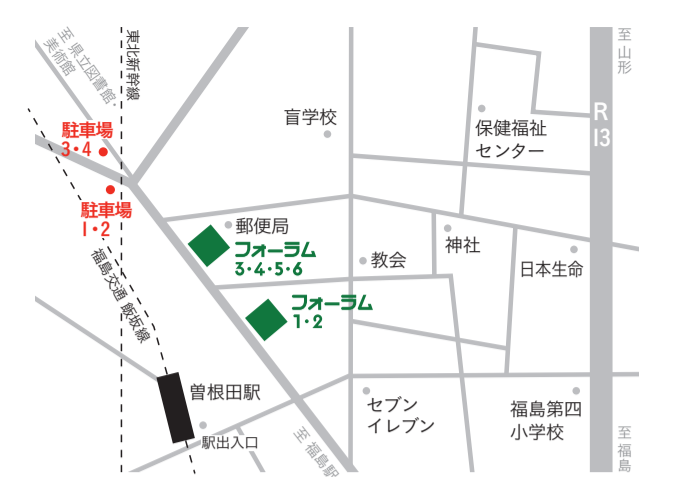 至 県立図書館・
美術館
東北新幹線
至 山形
R
13
盲学校
保健福祉
センター
駐車場
3・4
駐車場
1・2
郵便局
フォーラム
3・4・5・6
教会
神社
日本生命
福島交通 飯坂線
フォーラム
1・2
曽根田駅
駅出入口
セブン
イレブン
福島第四
小学校
至 福島駅
至 福島